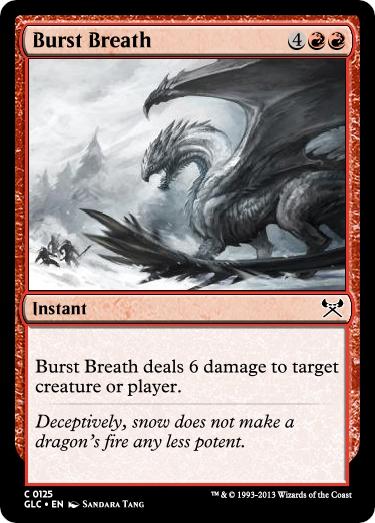 Burst Breath 4
Instant
Burst Breath deals 6 damage to target
creature or player.
Deceptively, snow does not make a
dragon's fire any less potent.
C 0125
GLC • EN Sandara Tang
™ & © 1993-2013 Wizards of the Coast